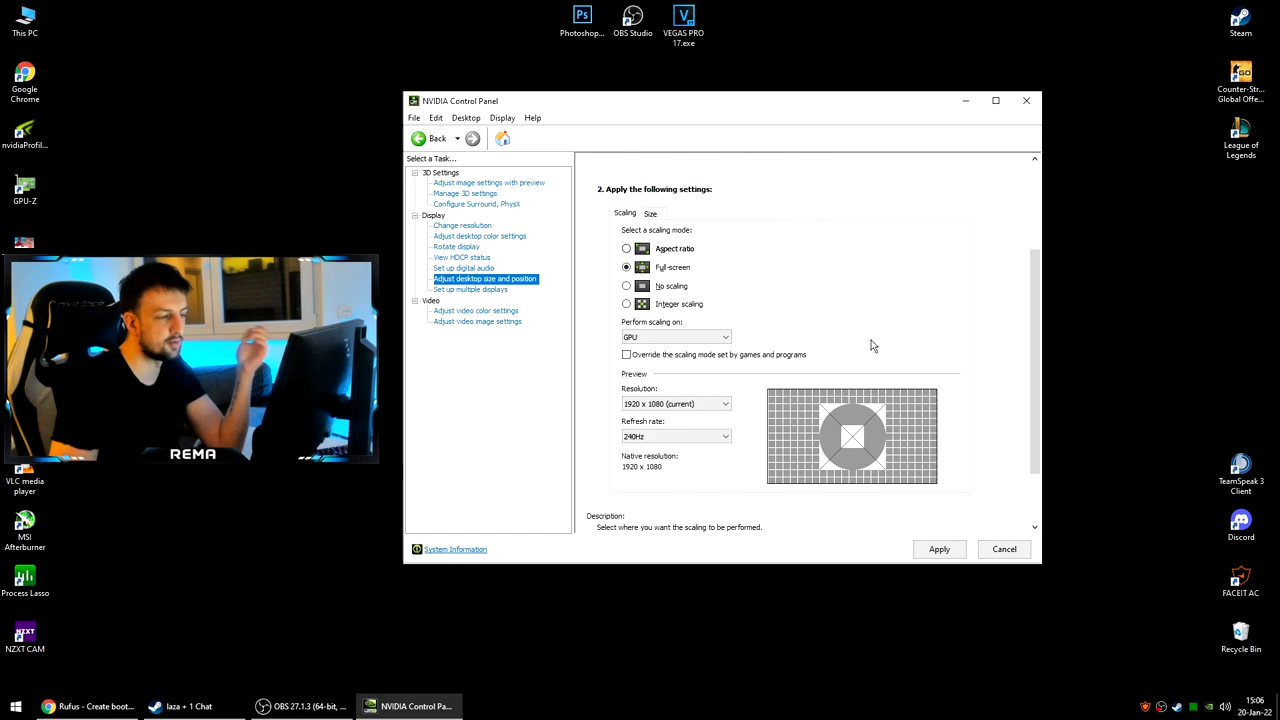 This PC
Google
Chrome
nvidiaProfil...
GPU-Z
VLC media
player
MSI
Afterburner
Process Lasso
NZXT
NZXT CAM
Ps
Photoshop...
OBS Studio
V
VEGAS PRO
17.exe
Steam
GO
Counter-Str...
Global Offe...
League of
Legends
TeamSpeak 3
Client
Discord
FACEIT AC
Recycle Bin
REMA
NVIDIA Control Panel
File Edit Desktop Display Help
Back
Select a Task...
3D Settings
Adjust image settings with preview
Manage 3D settings
Configure Surround, PhysX
Display
Change resolution
Adjust desktop color settings
Rotate display
View HDCP status
Set up digital audio
Adjust desktop size and position
Set up multiple displays
Video
Adjust video color settings
Adjust video image settings
System Information
2. Apply the following settings:
Scaling Size
Select a scaling mode:
Aspect ratio
Full-screen
No scaling
Integer scaling
Perform scaling on:
GPU
Override the scaling mode set by games and programs
Preview
Resolution:
1920 x 1080 (current)
Refresh rate:
240Hz
Native resolution:
1920 x 1080
Description:
Select where you want the scaling to be performed.
Apply Cancel
Rufus - Create boot...
laza + 1 Chat
OBS 27.1.3 (64-bit, ...
NVIDIA Control Pa...
15:06
20-Jan-22